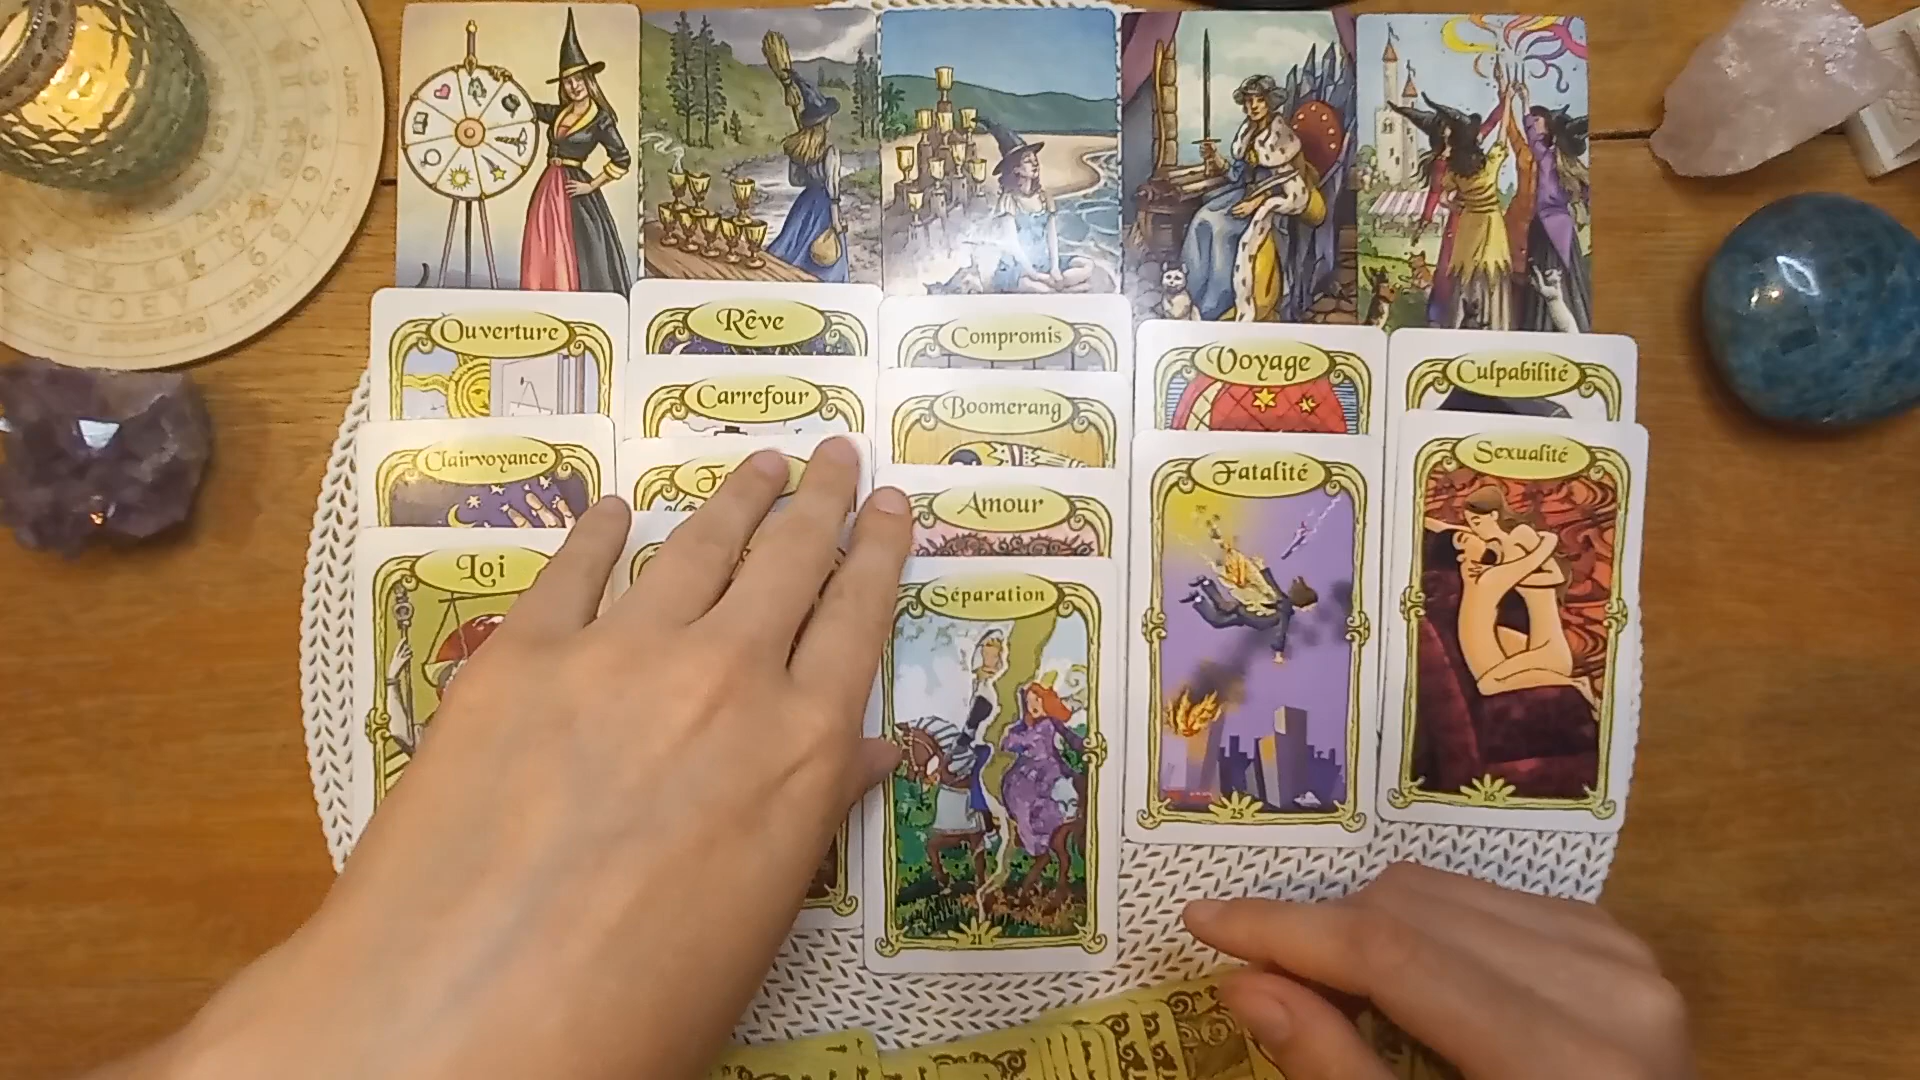 Ouverture
Rêve
Compromis
Voyage
Culpabilité
Carrefour
Boomerang
Clairvoyance
Amour
Fatalité
Sexualité
Loi
Séparation
21
25
16